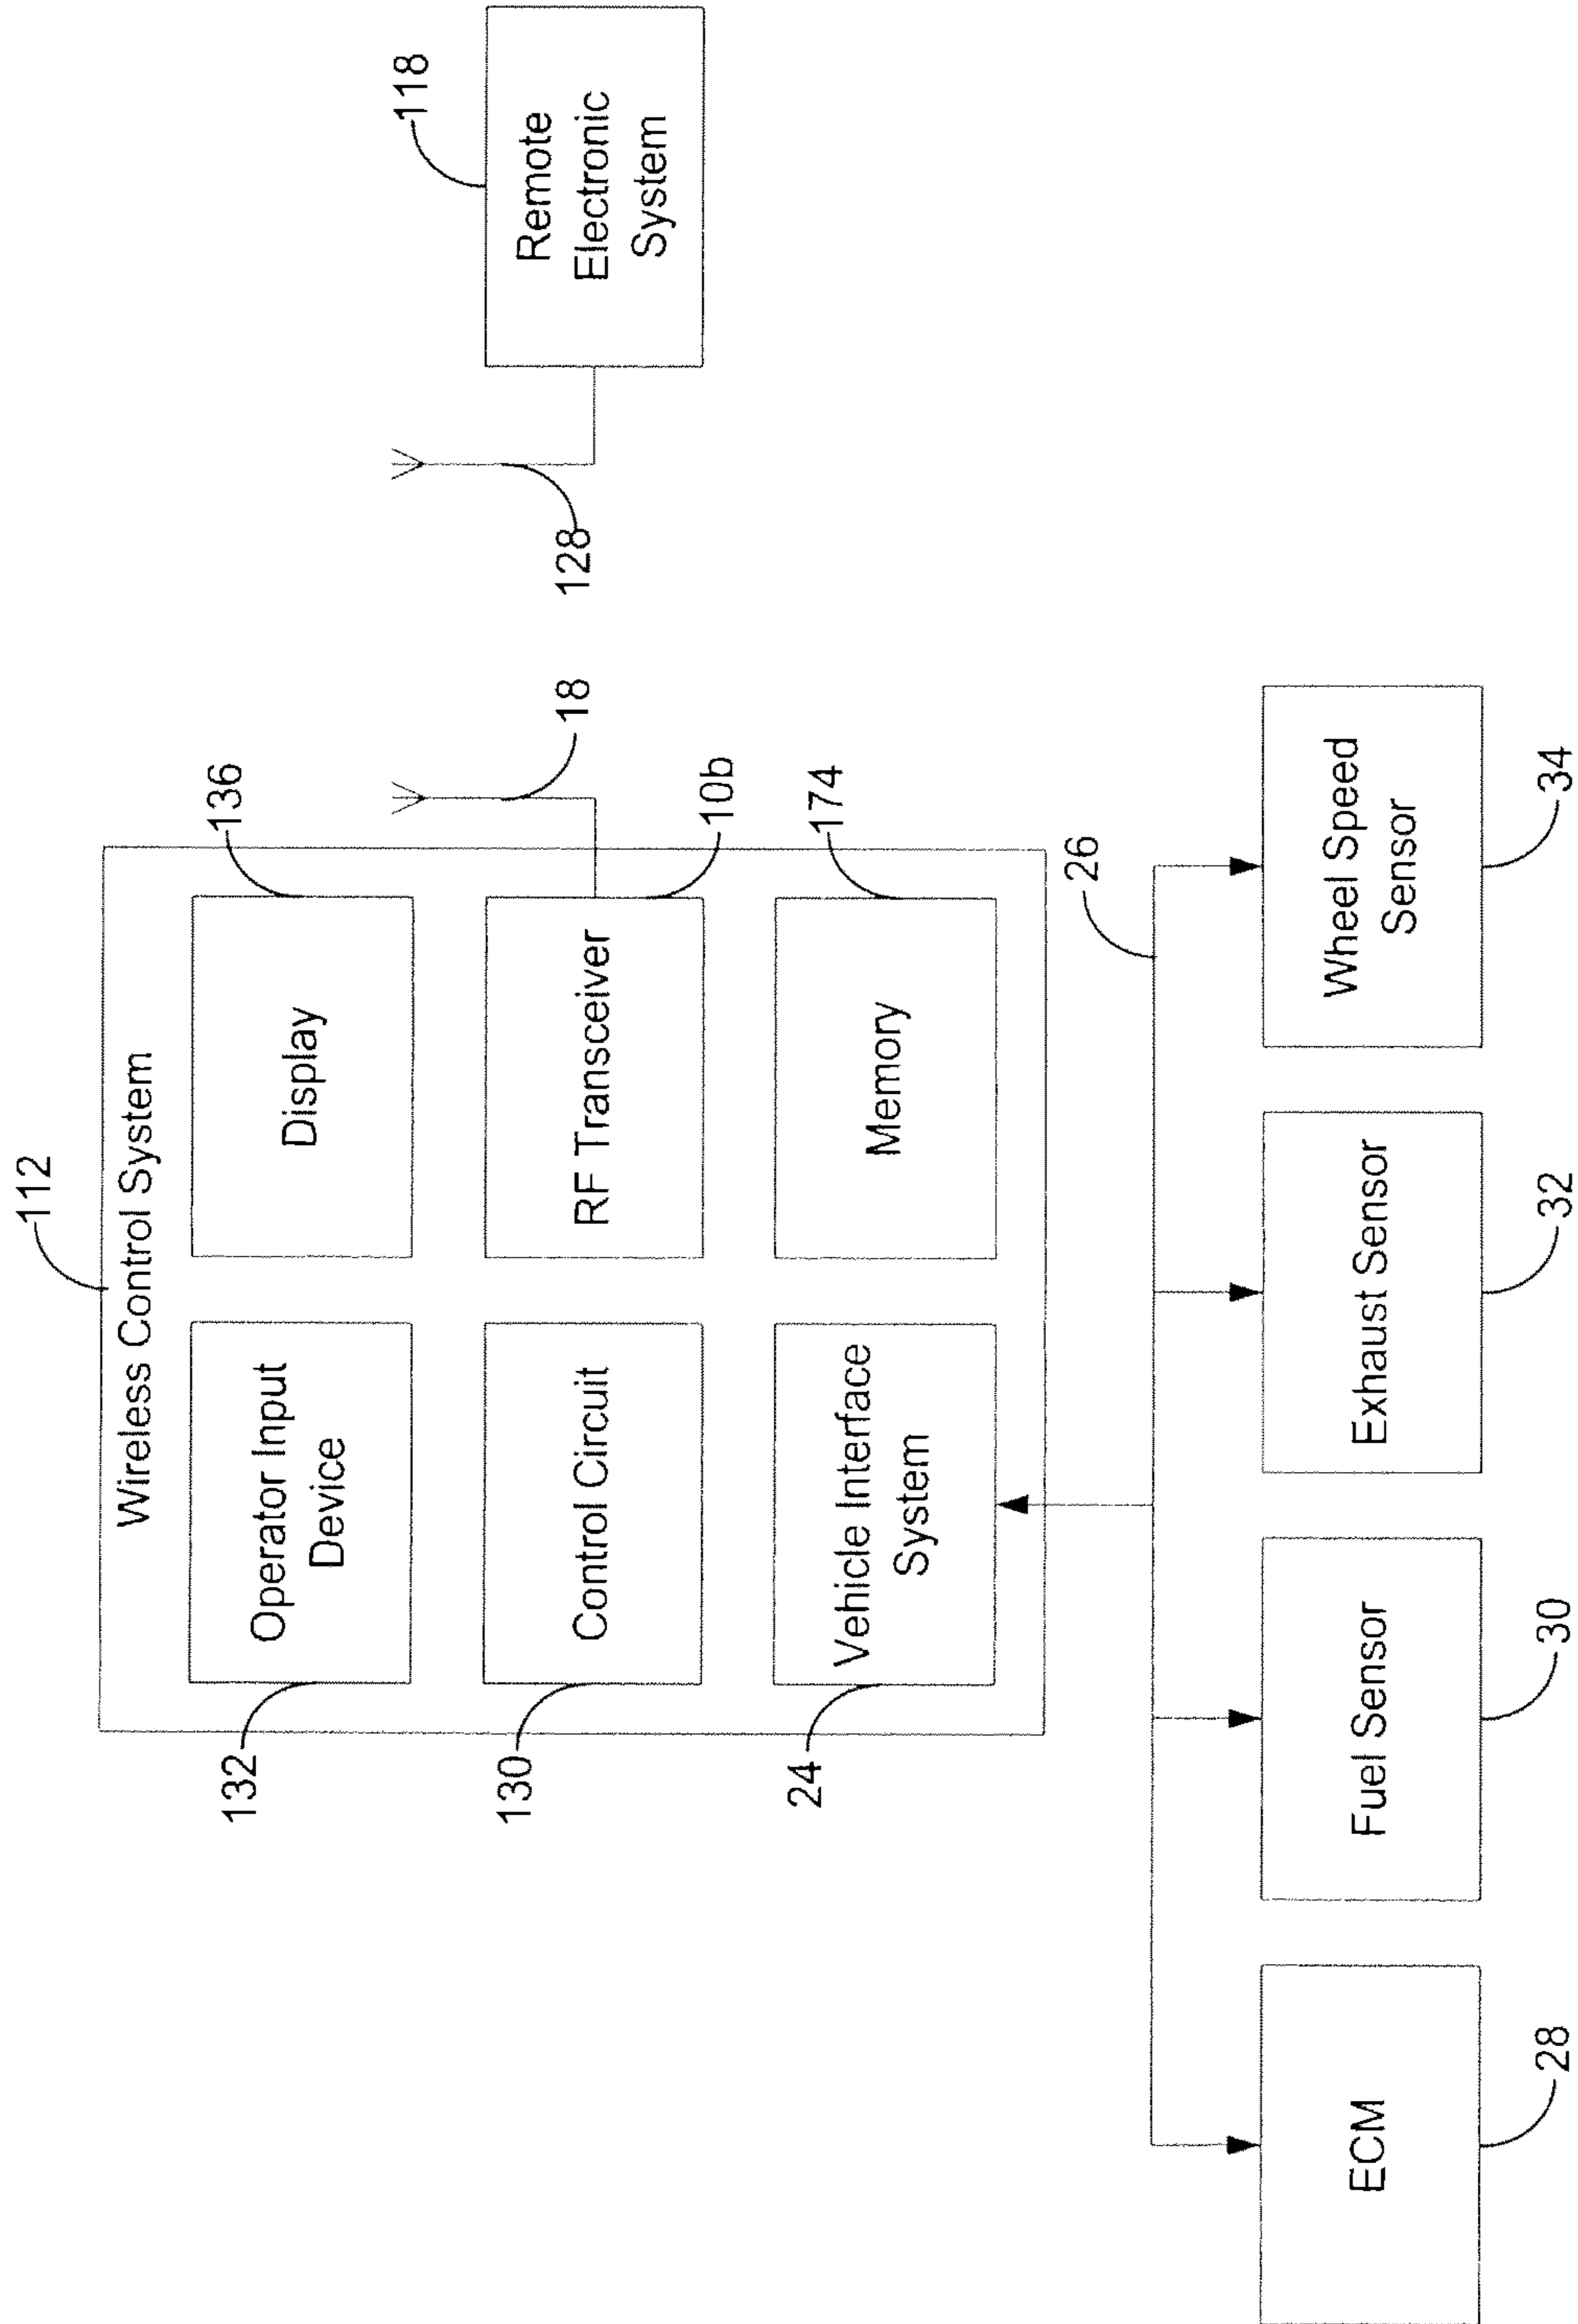 112
Wireless Control System
132
Operator Input
Device
Display
136
130
Control Circuit
RF Transceiver
10b
18
128
Remote
Electronic
System
118
24
Vehicle Interface
System
Memory
174
26
ECM
28
Fuel Sensor
30
Exhaust Sensor
32
Wheel Speed
Sensor
34